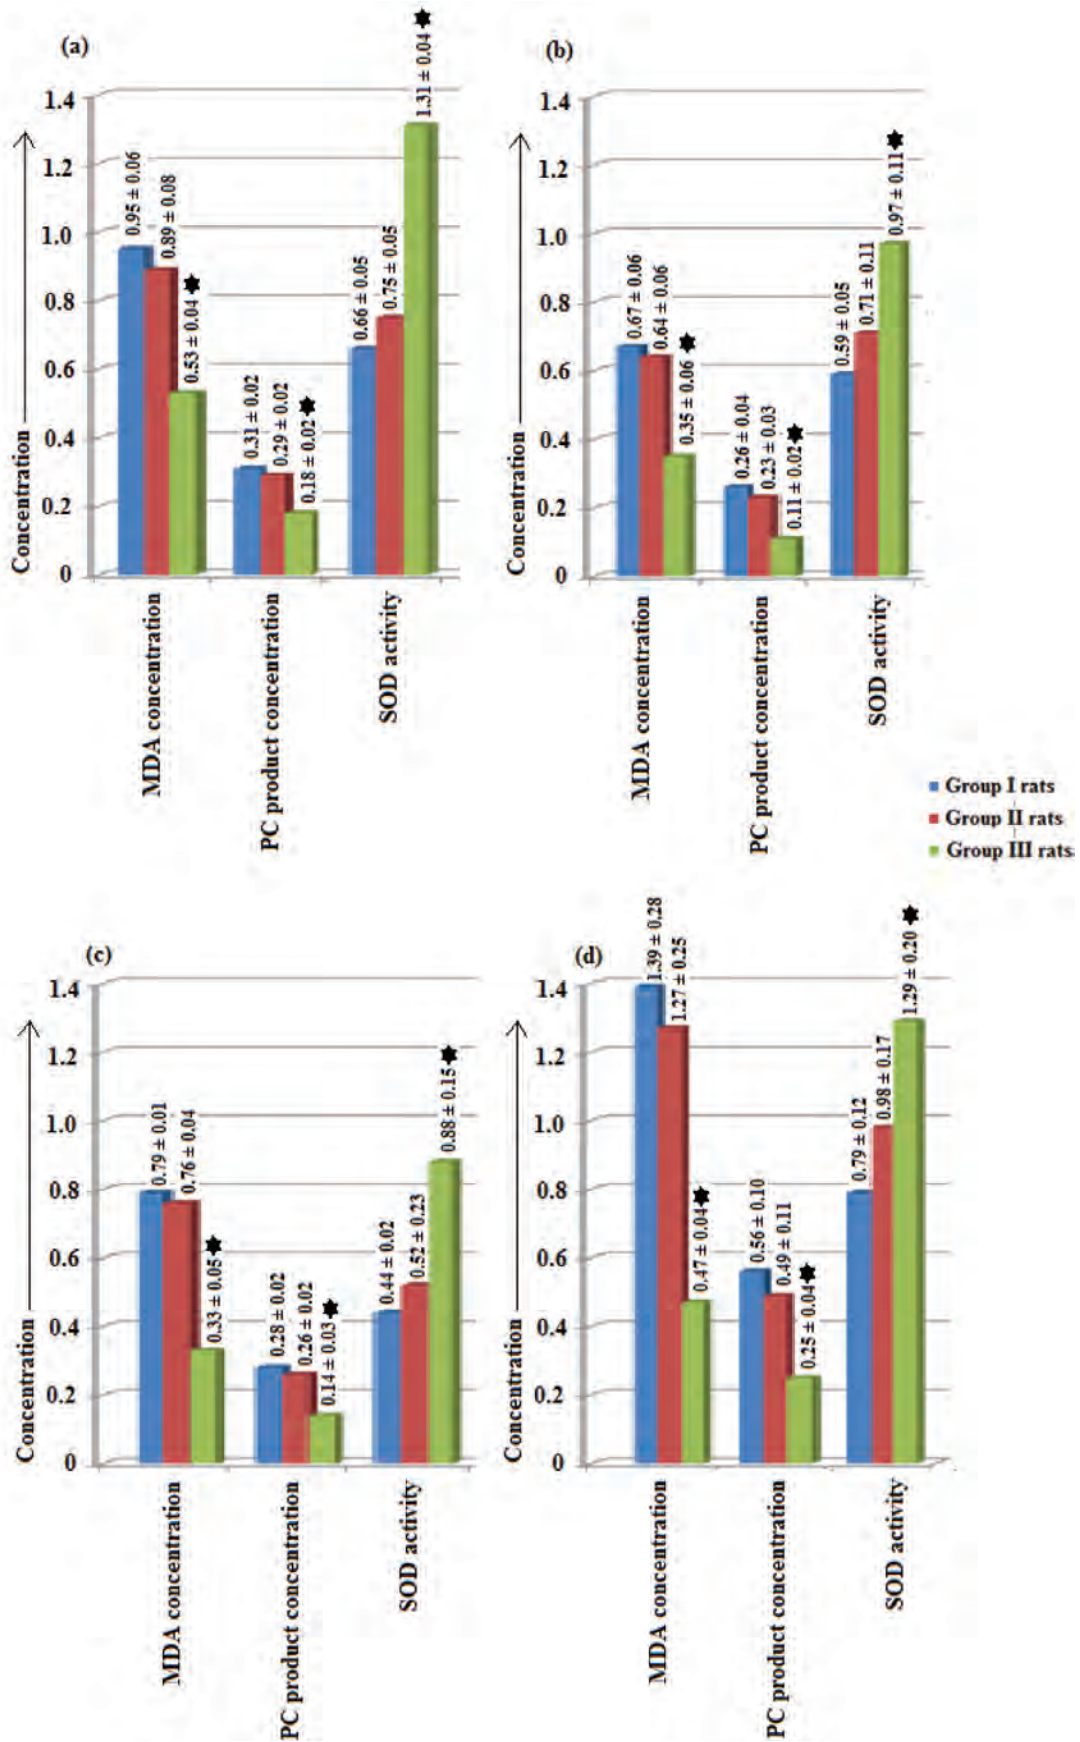 (a)
Concentration
1.4
1.2
1.0
0.8
0.6
0.4
0.2
0
0.95 ± 0.06
0.89 ± 0.08
0.53 ± 0.04
0.31 ± 0.02
0.29 ± 0.02
0.18 ± 0.02
0.66 ± 0.05
0.75 ± 0.05
1.31 ± 0.04
MDA concentration
PC product concentration
SOD activity
(b)
Concentration
1.4
1.2
1.0
0.8
0.6
0.4
0.2
0
0.67 ± 0.06
0.64 ± 0.06
0.35 ± 0.06
0.26 ± 0.04
0.23 ± 0.03
0.11 ± 0.02
0.59 ± 0.05
0.71 ± 0.11
0.97 ± 0.11
MDA concentration
PC product concentration
SOD activity
Group I rats
Group II rats
Group III rats
(c)
Concentration
1.4
1.2
1.0
0.8
0.6
0.4
0.2
0
0.79 ± 0.01
0.76 ± 0.04
0.33 ± 0.05
0.28 ± 0.02
0.26 ± 0.02
0.14 ± 0.03
0.44 ± 0.02
0.52 ± 0.23
0.88 ± 0.15
MDA concentration
PC product concentration
SOD activity
(d)
Concentration
1.4
1.2
1.0
0.8
0.6
0.4
0.2
0
1.39 ± 0.28
1.27 ± 0.25
0.47 ± 0.04
0.56 ± 0.10
0.49 ± 0.11
0.25 ± 0.04
0.79 ± 0.12
0.98 ± 0.17
1.29 ± 0.20
MDA concentration
PC product concentration
SOD activity